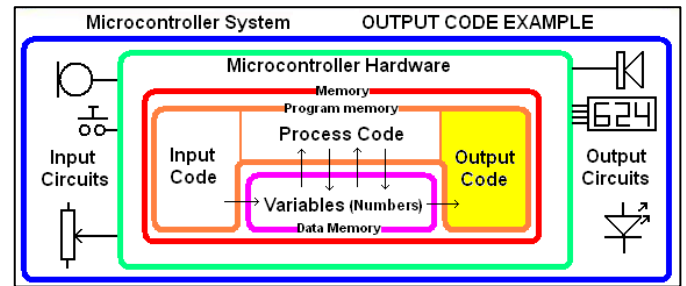 Microcontroller System OUTPUT CODE EXAMPLE
Microcontroller Hardware
Memory
Program memory
Process Code
Input
Code
Output
Code
Variables (Numbers)
Data Memory
Input
Circuits
624
Output
Circuits